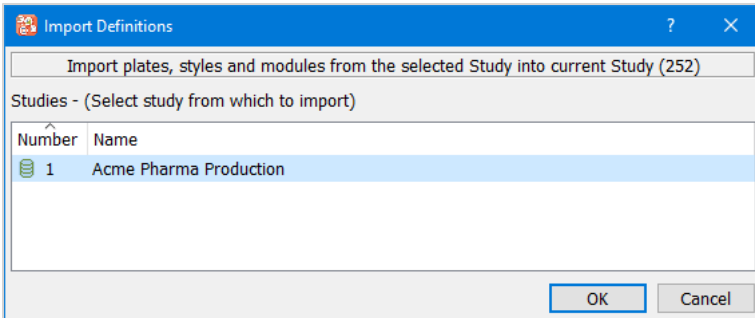 Import Definitions
Import plates, styles and modules from the selected Study into current Study (252)
Studies - (Select study from which to import)
Number Name
1 Acme Pharma Production
OK Cancel